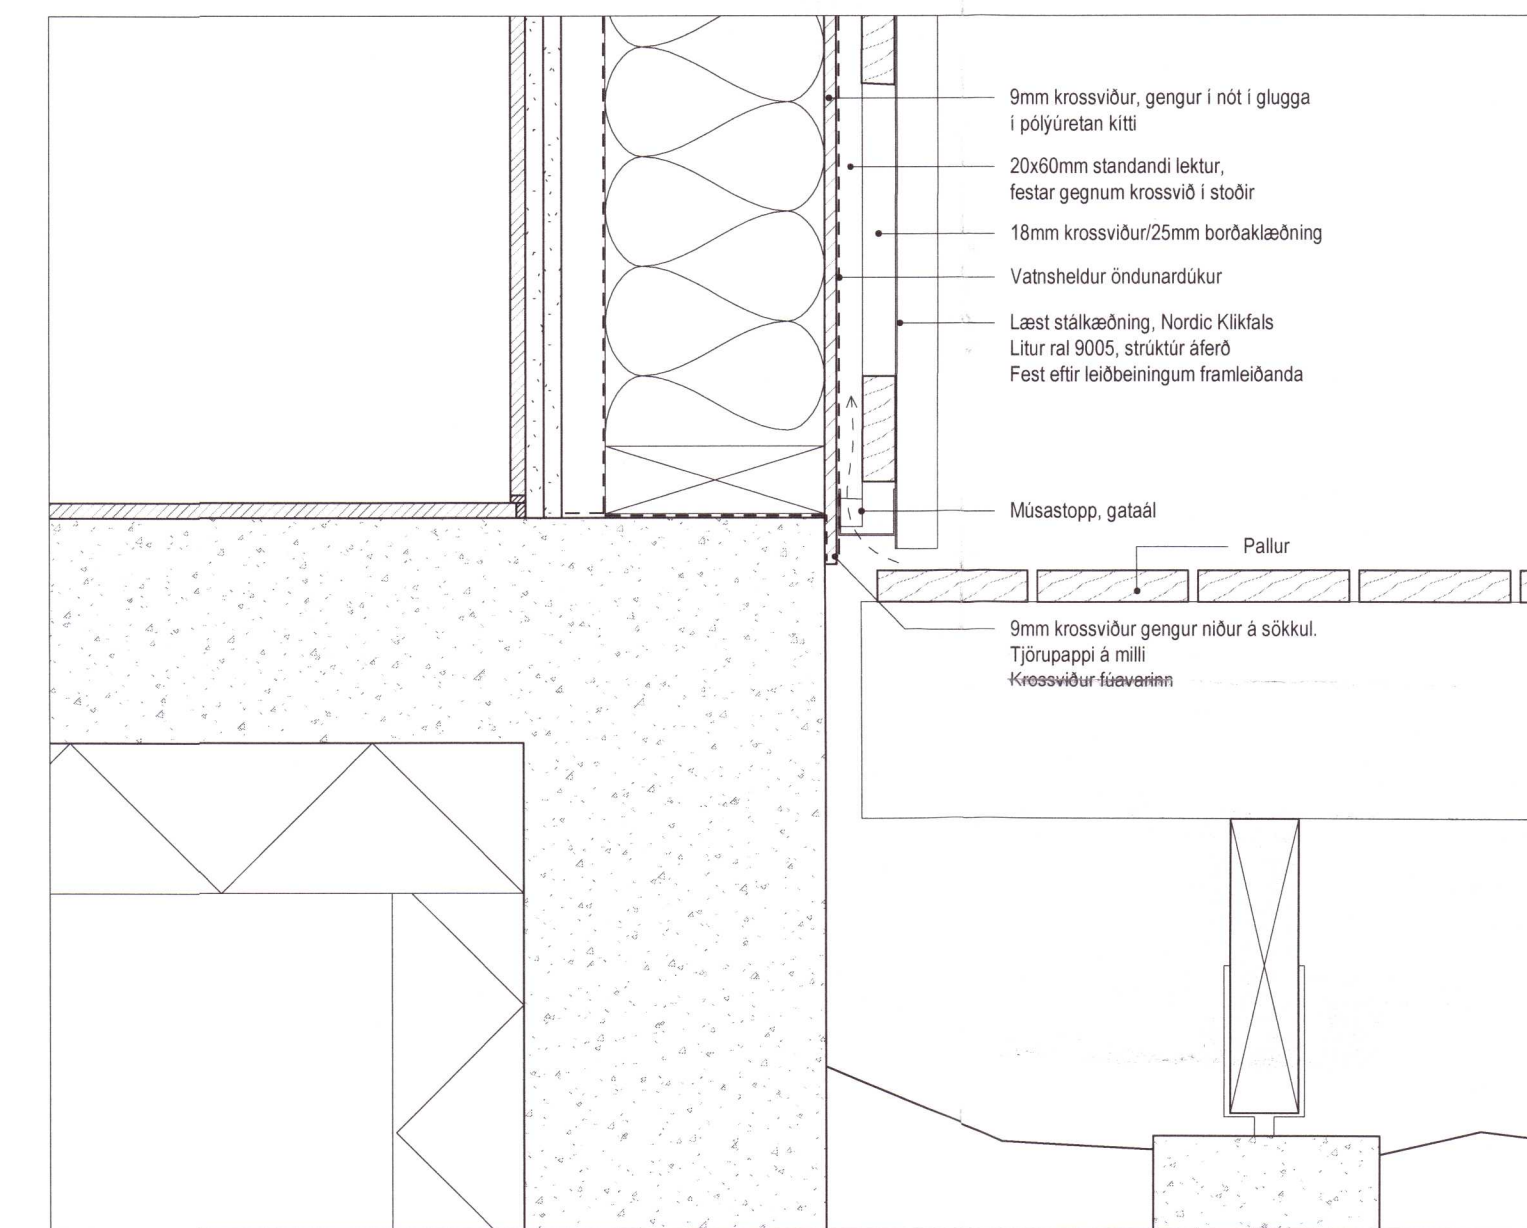 9mm krossviður, gengur í nót í glugga
í pólýúretan kítti
20x60mm standandi lektur,
festar gegnum krossvið í stoðir
18mm krossviður/25mm borðaklæðning
Vatnsheldur öndunardúkur
Læst stálkæðning, Nordic Klikfals
Litur ral 9005, strúktúr áferð
Fest eftir leiðbeiningum framleiðanda
Músastopp, gataál
Pallur
9mm krossviður gengur niður á sökkul.
Tjörupappi á milli
Krossviður fúavarinn